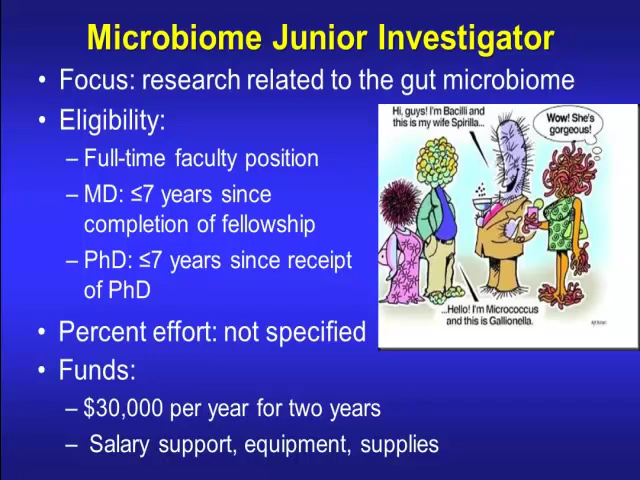 Microbiome Junior Investigator
• Focus: research related to the gut microbiome
• Eligibility:
– Full-time faculty position
– MD: ≤7 years since
completion of fellowship
– PhD: ≤7 years since receipt
of PhD
• Percent effort: not specified
• Funds:
– $30,000 per year for two years
– Salary support, equipment, supplies
Hi, guys! I'm Bacilli and
this is my wife Spirilla...
Wow! She's
gorgeous!
...Hello! I'm Micrococcus
and this is Gallionella.